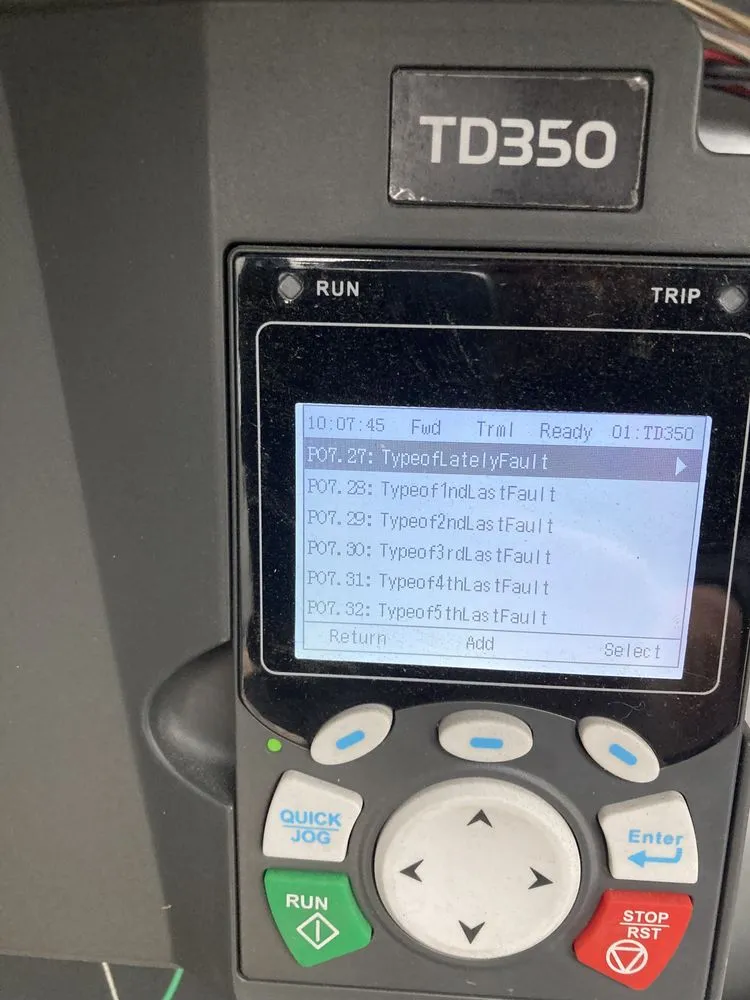 TD350
RUN TRIP
10:07:45 Fwd Trml Ready 01:TD350
P07.27: TypeofLatelyFault
P07.28: Typeof1ndLastFault
P07.29: Typeof2ndLastFault
P07.30: Typeof3rdLastFault
P07.31: Typeof4thLastFault
P07.32: Typeof5thLastFault
Return Add Select
QUICK
JOG
Enter
RUN
STOP
RST